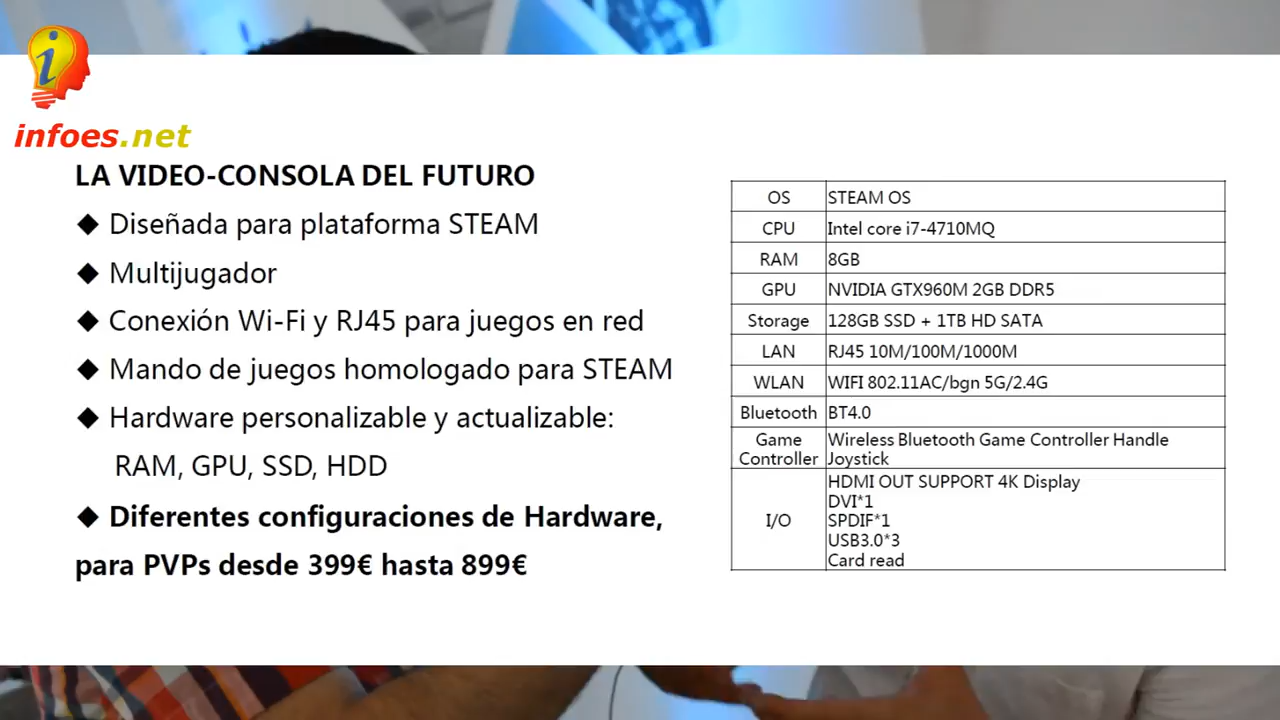 infoes.net
LA VIDEO-CONSOLA DEL FUTURO
◆ Diseñada para plataforma STEAM
◆ Multijugador
◆ Conexión Wi-Fi y RJ45 para juegos en red
◆ Mando de juegos homologado para STEAM
◆ Hardware personalizable y actualizable:
RAM, GPU, SSD, HDD
◆ Diferentes configuraciones de Hardware,
para PVPs desde 399€ hasta 899€
OS STEAM OS
CPU Intel core i7-4710MQ
RAM 8GB
GPU NVIDIA GTX960M 2GB DDR5
Storage 128GB SSD + 1TB HD SATA
LAN RJ45 10M/100M/1000M
WLAN WIFI 802.11AC/bgn 5G/2.4G
Bluetooth BT4.0
Game Controller Wireless Bluetooth Game Controller Handle
Joystick
I/O HDMI OUT SUPPORT 4K Display
DVI*1
SPDIF*1
USB3.0*3
Card read